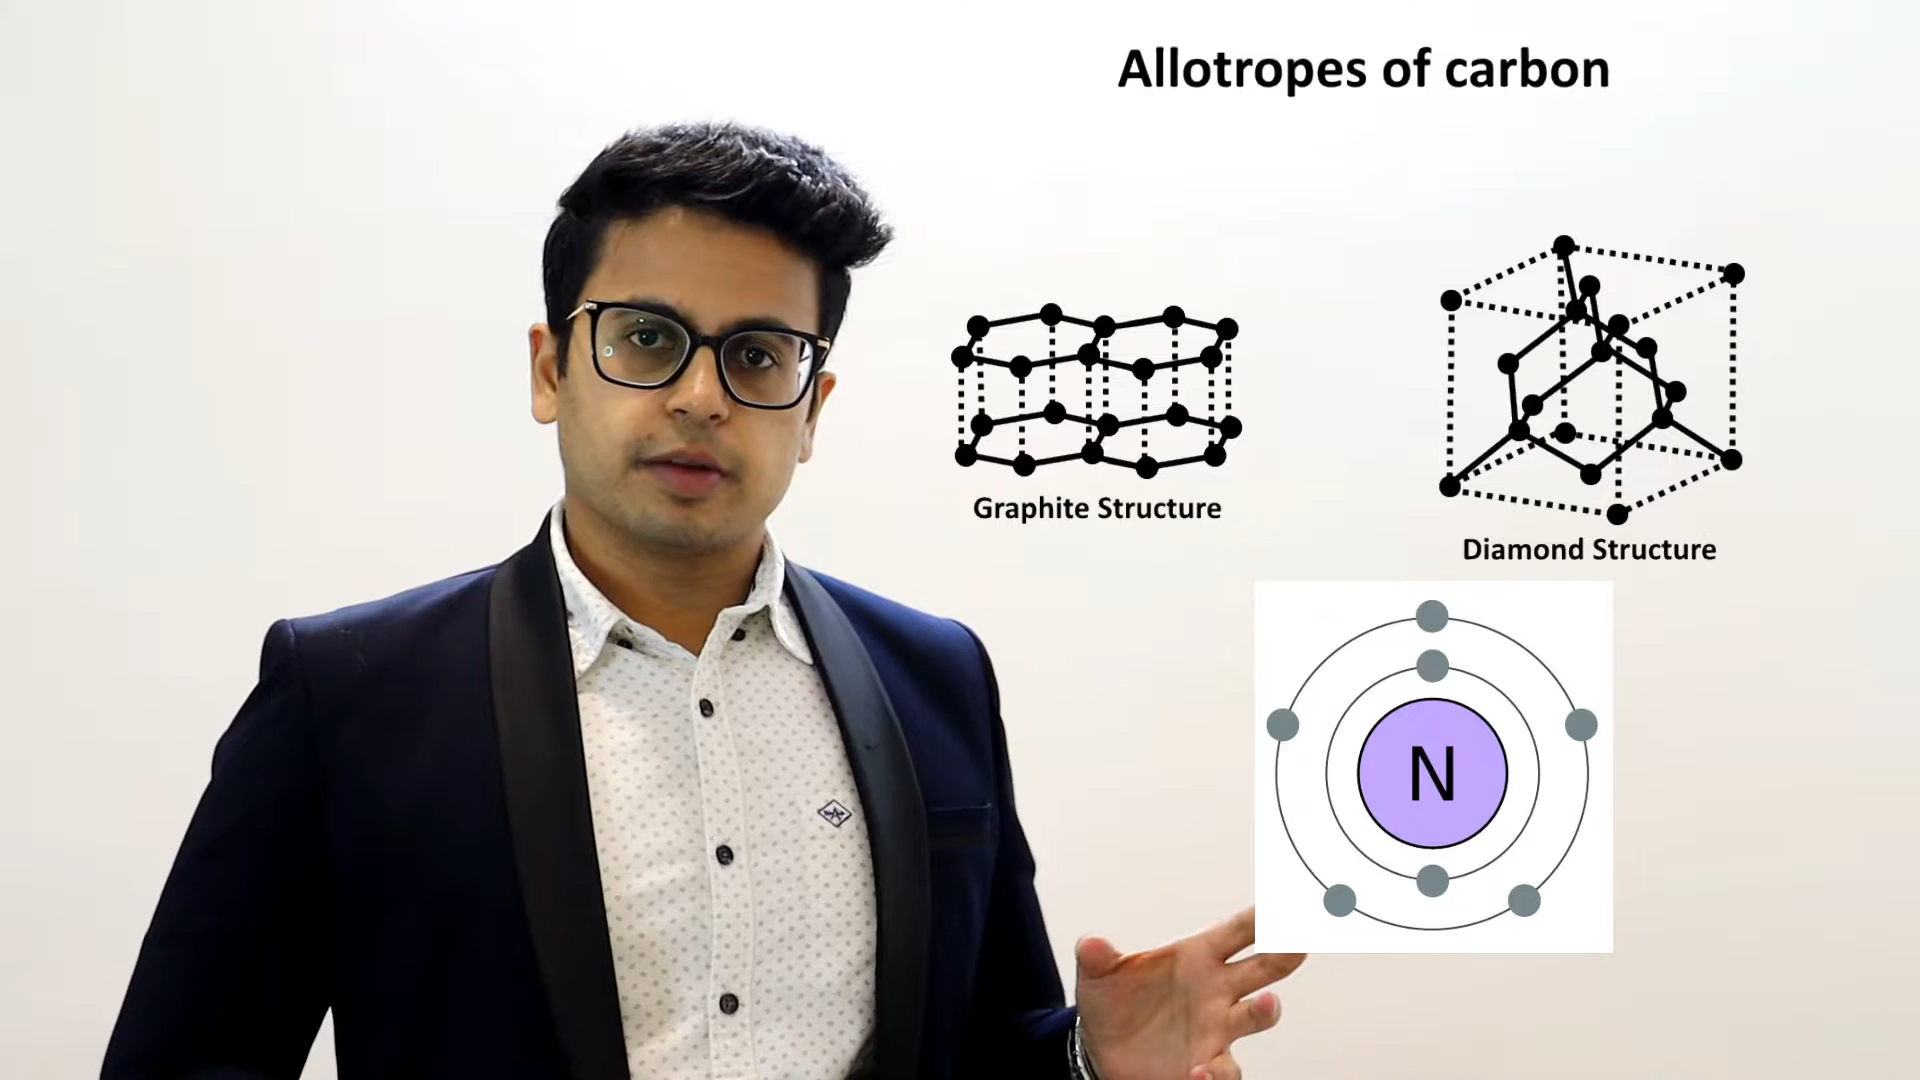 Allotropes of carbon
Graphite Structure
Diamond Structure
N